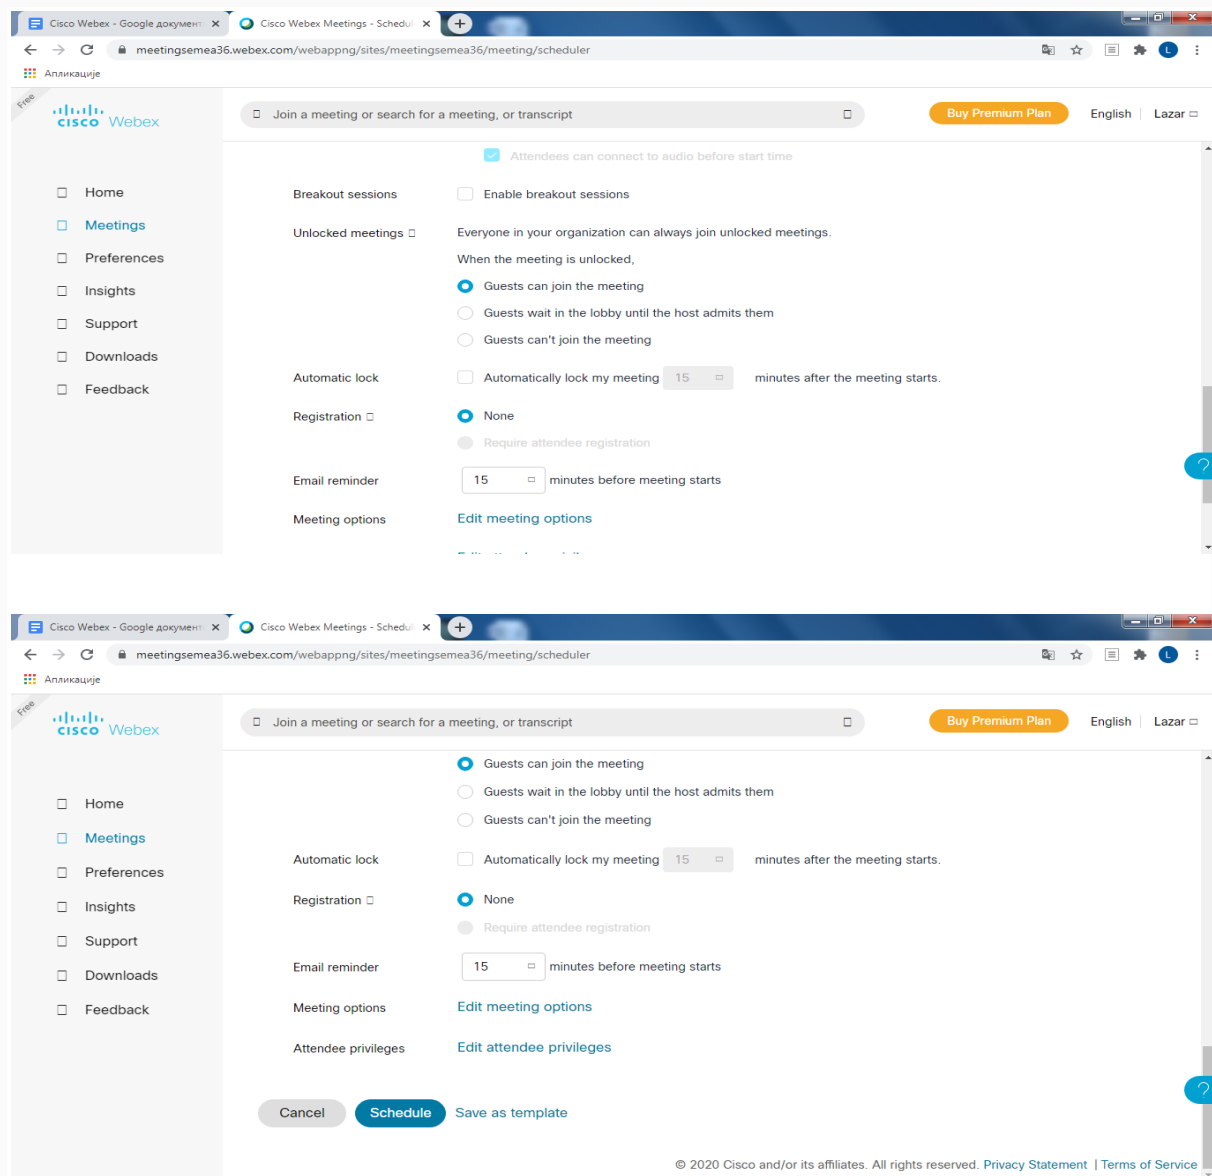 Cisco Webex - Google документ
Cisco Webex Meetings - Schedul
meetingsemea36.webex.com/webappng/sites/meetingsemea36/meeting/scheduler
L
Апликације
Free
cisco Webex
Join a meeting or search for a meeting, or transcript
Buy Premium Plan
English
Lazar
Attendees can connect to audio before start time
Home
Meetings
Preferences
Insights
Support
Downloads
Feedback
Breakout sessions
Enable breakout sessions
Unlocked meetings
Everyone in your organization can always join unlocked meetings.
When the meeting is unlocked,
Guests can join the meeting
Guests wait in the lobby until the host admits them
Guests can't join the meeting
Automatic lock
Automatically lock my meeting 15 minutes after the meeting starts.
Registration
None
Require attendee registration
Email reminder
15 minutes before meeting starts
Meeting options
Edit meeting options
?
Cisco Webex - Google документ
Cisco Webex Meetings - Schedul
meetingsemea36.webex.com/webappng/sites/meetingsemea36/meeting/scheduler
L
Апликације
Free
cisco Webex
Join a meeting or search for a meeting, or transcript
Buy Premium Plan
English
Lazar
Home
Meetings
Preferences
Insights
Support
Downloads
Feedback
Guests can join the meeting
Guests wait in the lobby until the host admits them
Guests can't join the meeting
Automatic lock
Automatically lock my meeting 15 minutes after the meeting starts.
Registration
None
Require attendee registration
Email reminder
15 minutes before meeting starts
Meeting options
Edit meeting options
Attendee privileges
Edit attendee privileges
?
Cancel
Schedule
Save as template
© 2020 Cisco and/or its affiliates. All rights reserved. Privacy Statement | Terms of Service